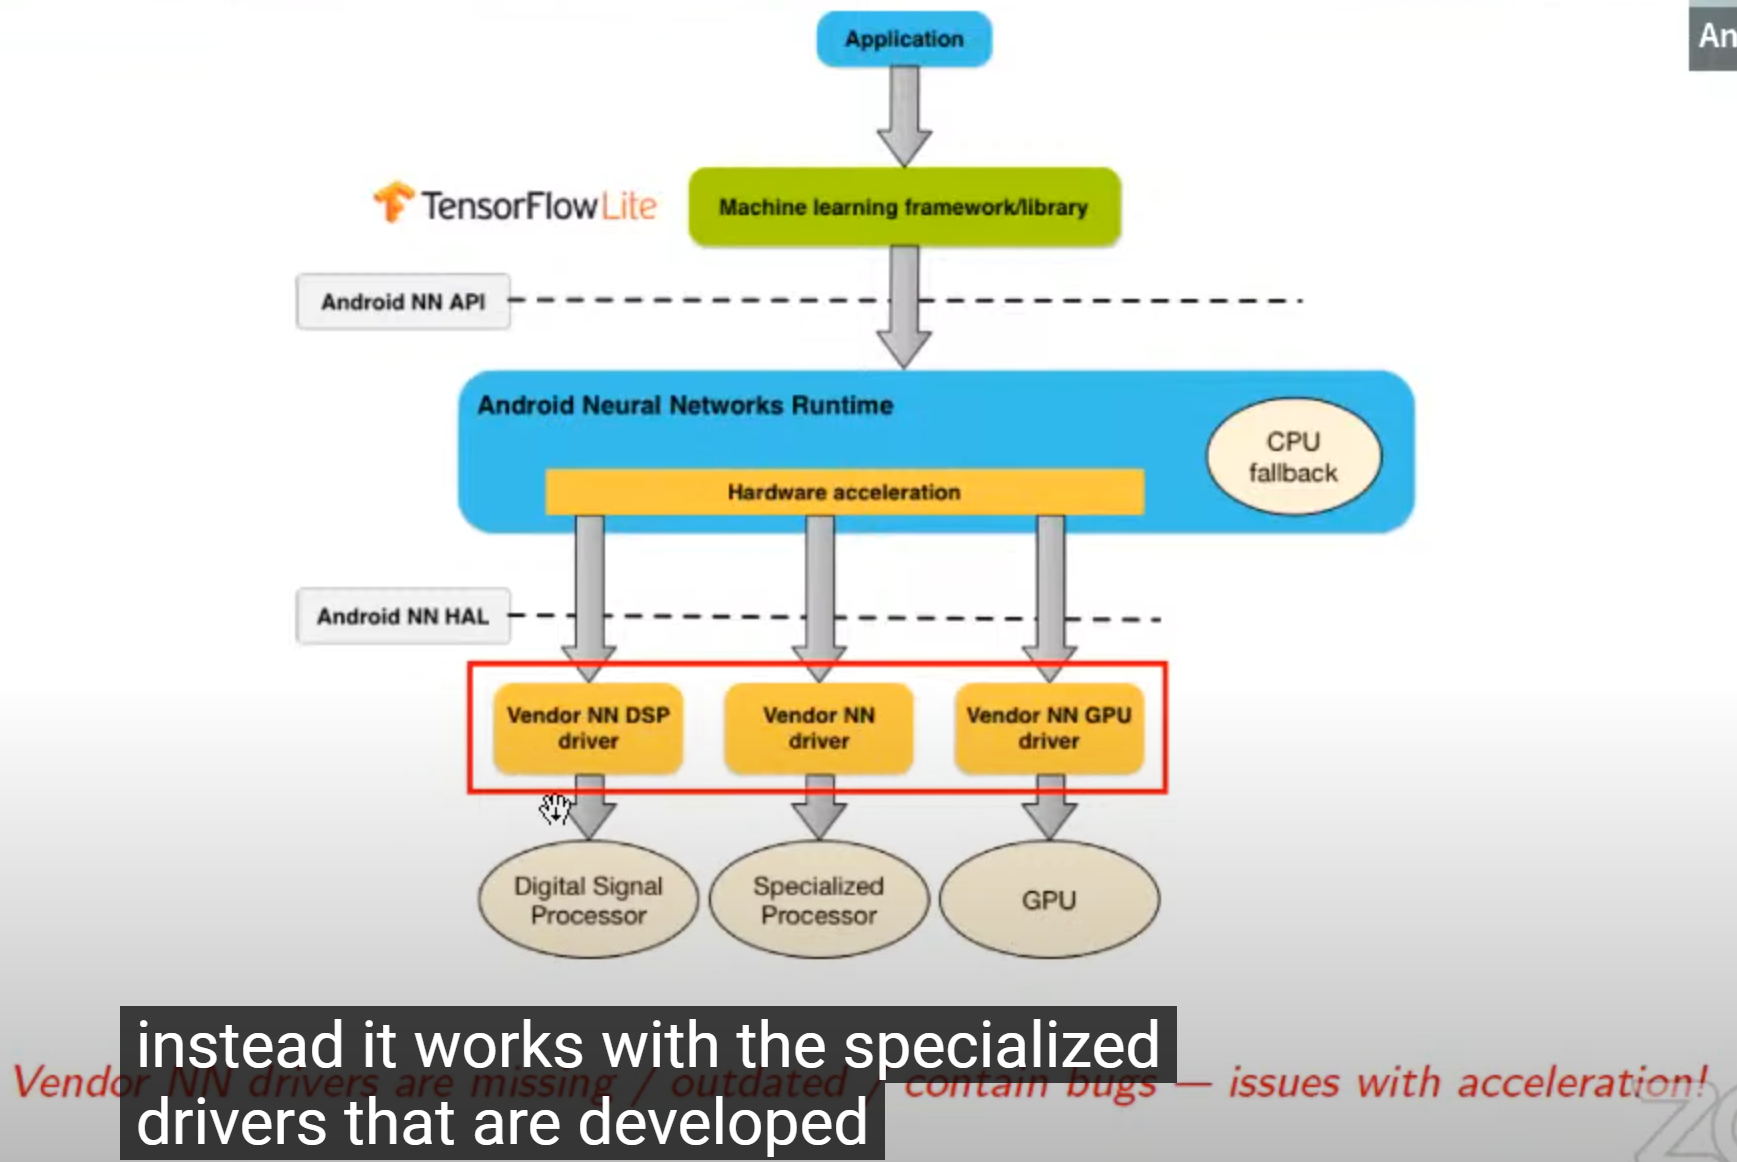 Application
An
TensorFlow Lite
Machine learning framework/library
Android NN API
Android Neural Networks Runtime
CPU
fallback
Hardware acceleration
Android NN HAL
Vendor NN DSP
driver
Vendor NN
driver
Vendor NN GPU
driver
Digital Signal
Processor
Specialized
Processor
GPU
instead it works with the specialized
Vendor NN drivers are missing / outdated / contain bugs — issues with acceleration!
drivers that are developed